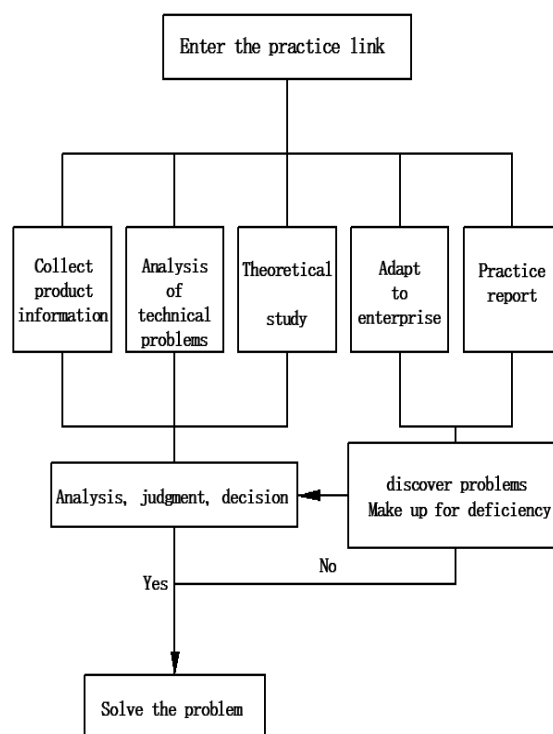 Enter the practice link
Collect
product
information
Analysis
of
technical
problems
Theoretical
study
Adapt
to
enterprise
Practice
report
Analysis, judgment, decision
discover problems
Make up for deficiency
No
Yes
Solve the problem